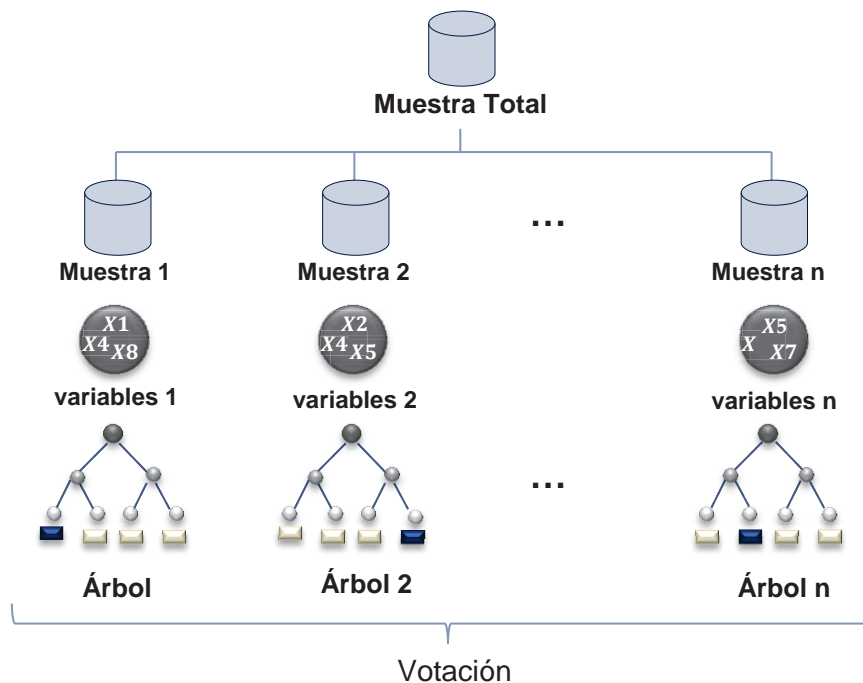 Muestra Total
Muestra 1 Muestra 2 ... Muestra n
X1 X2 X5
X4 X8 X4 X5 X X7
variables 1 variables 2 variables n
...
Árbol Árbol 2 Árbol n
Votación